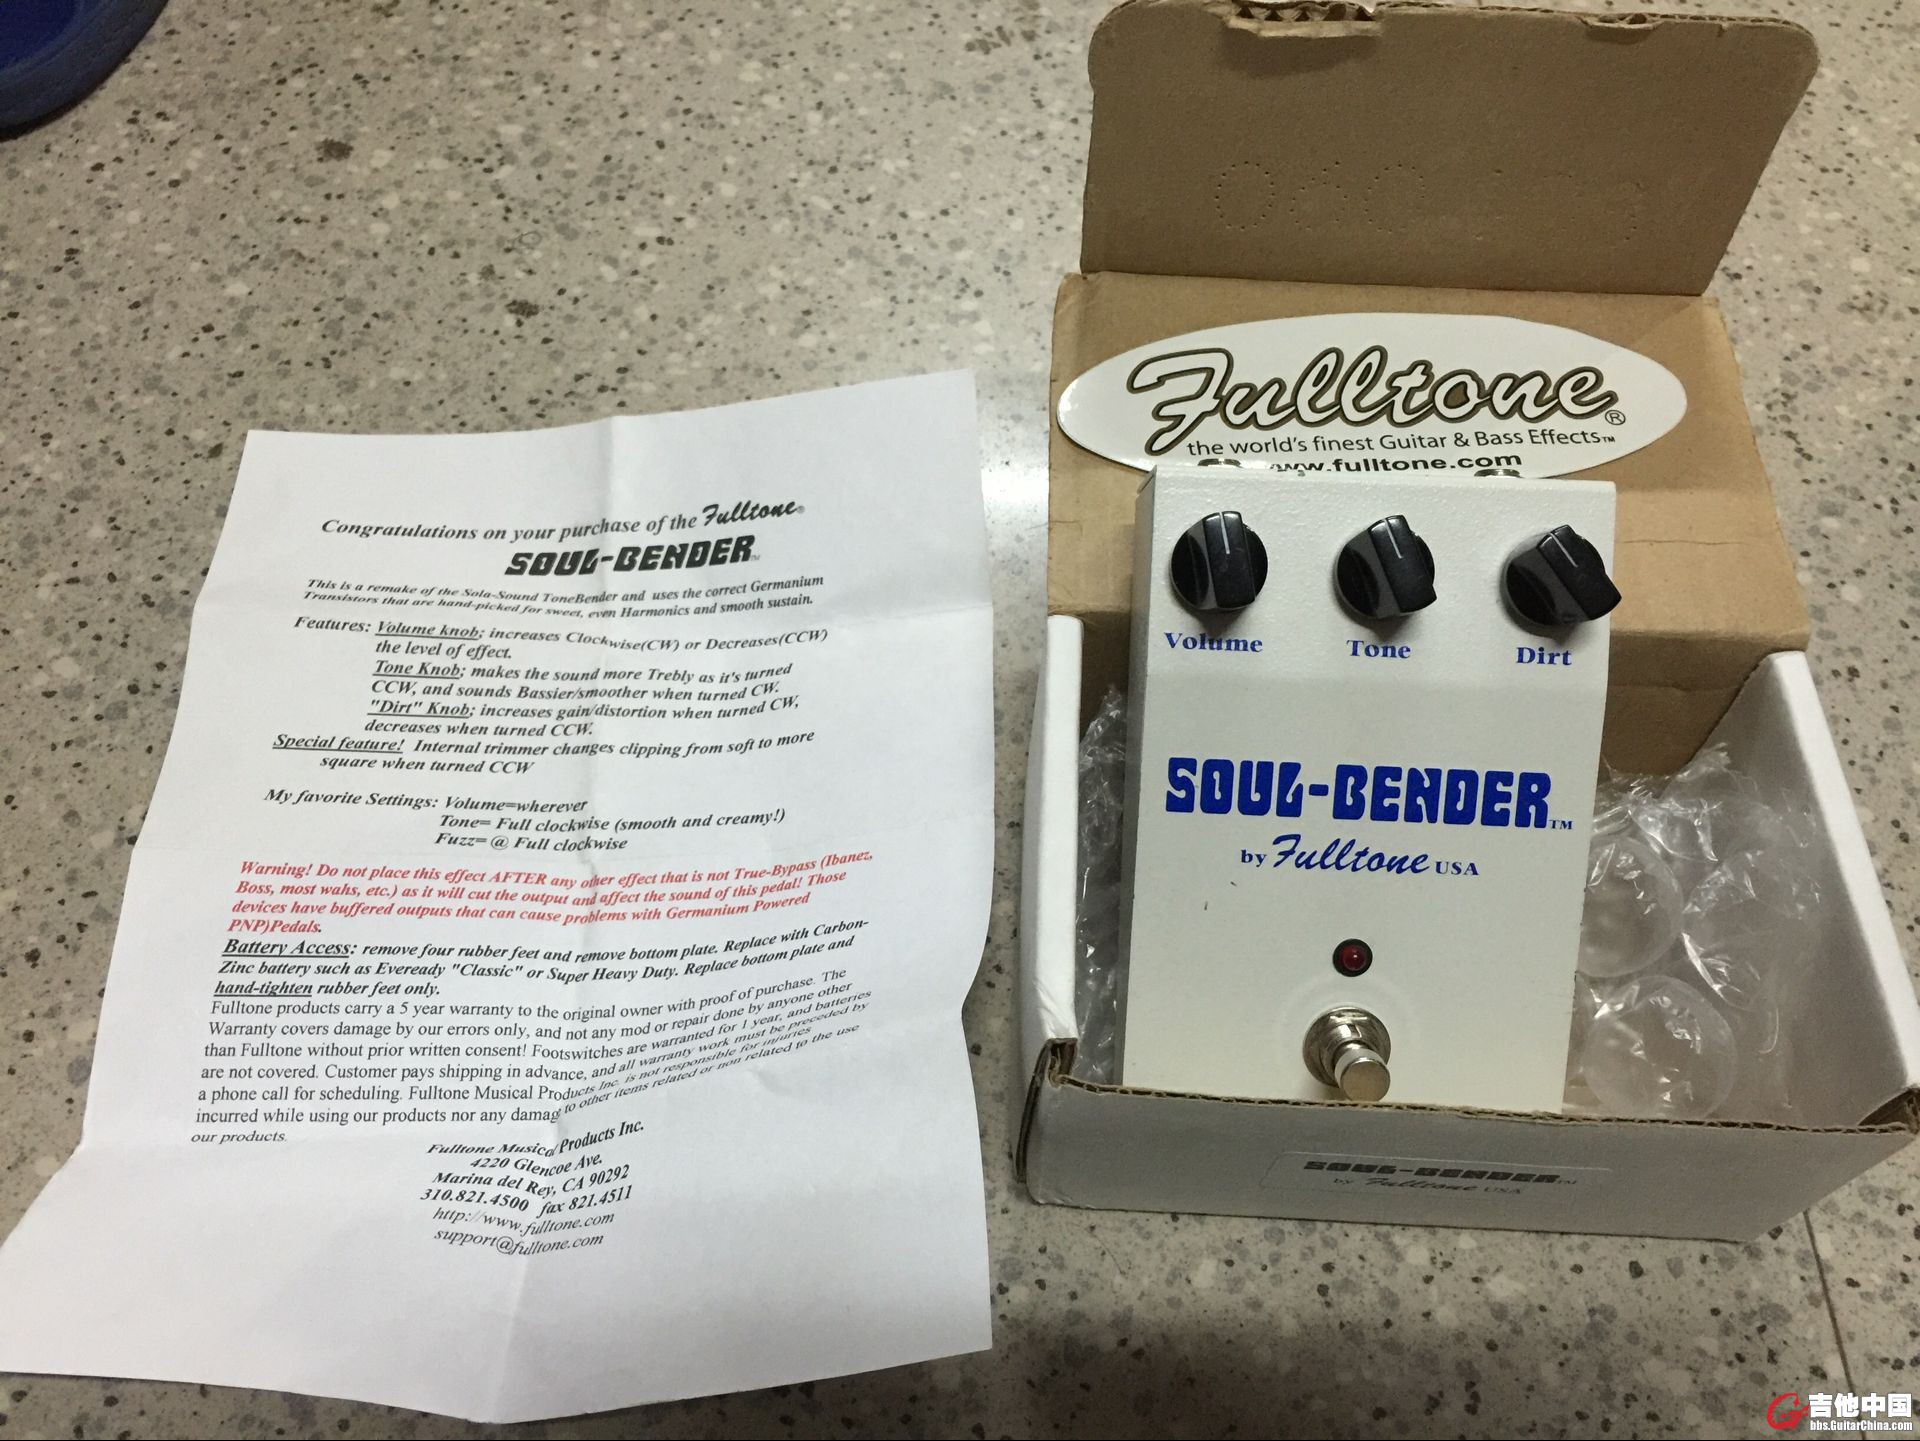 Congratulations on your purchase of the Fulltone®
SOUL-BENDER™
This is a remake of the Sola-Sound ToneBender and uses the correct Germanium
Transistors that are hand-picked for sweet, even Harmonics and smooth sustain.
Features: Volume knob; increases Clockwise(CW) or Decreases(CCW)
the level of effect.
Tone Knob; makes the sound more Trebly as it's turned
CCW, and sounds Bassier/smoother when turned CW.
"Dirt" Knob; increases gain/distortion when turned CW,
decreases when turned CCW.
Special feature! Internal trimmer changes clipping from soft to more
square when turned CCW
My favorite Settings: Volume=wherever
Tone= Full clockwise (smooth and creamy!)
Fuzz= @ Full clockwise
Warning! Do not place this effect AFTER any other effect that is not True-Bypass (Ibanez,
Boss, most wahs, etc.) as it will cut the output and affect the sound of this pedal! Those
devices have buffered outputs that can cause problems with Germanium Powered
PNP)Pedals.
Battery Access: remove four rubber feet and remove bottom plate. Replace with Carbon-
Zinc battery such as Eveready "Classic" or Super Heavy Duty. Replace bottom plate and
hand-tighten rubber feet only.
Fulltone products carry a 5 year warranty to the original owner with proof of purchase. The
Warranty covers damage by our errors only, and not any mod or repair done by anyone other
than Fulltone without prior written consent! Footswitches are warranted for 1 year, and batteries
are not covered. Customer pays shipping in advance, and all warranty work must be preceded by
a phone call for scheduling. Fulltone Musical Products Inc. is not responsible for injuries
incurred while using our products nor any damag to other items related or non related to the use
our products.
Fulltone Musical Products Inc.
4220 Glencoe Ave.
Marina del Rey, CA 90292
310.821.4500 fax 821.4511
http://www.fulltone.com
support@fulltone.com
Fulltone®
the world's finest Guitar & Bass Effects™
www.fulltone.com
Volume Tone Dirt
SOUL-BENDER™
by Fulltone USA
SOUL-BENDER™
by Fulltone USA
吉他中国
bbs.GuitarChina.com